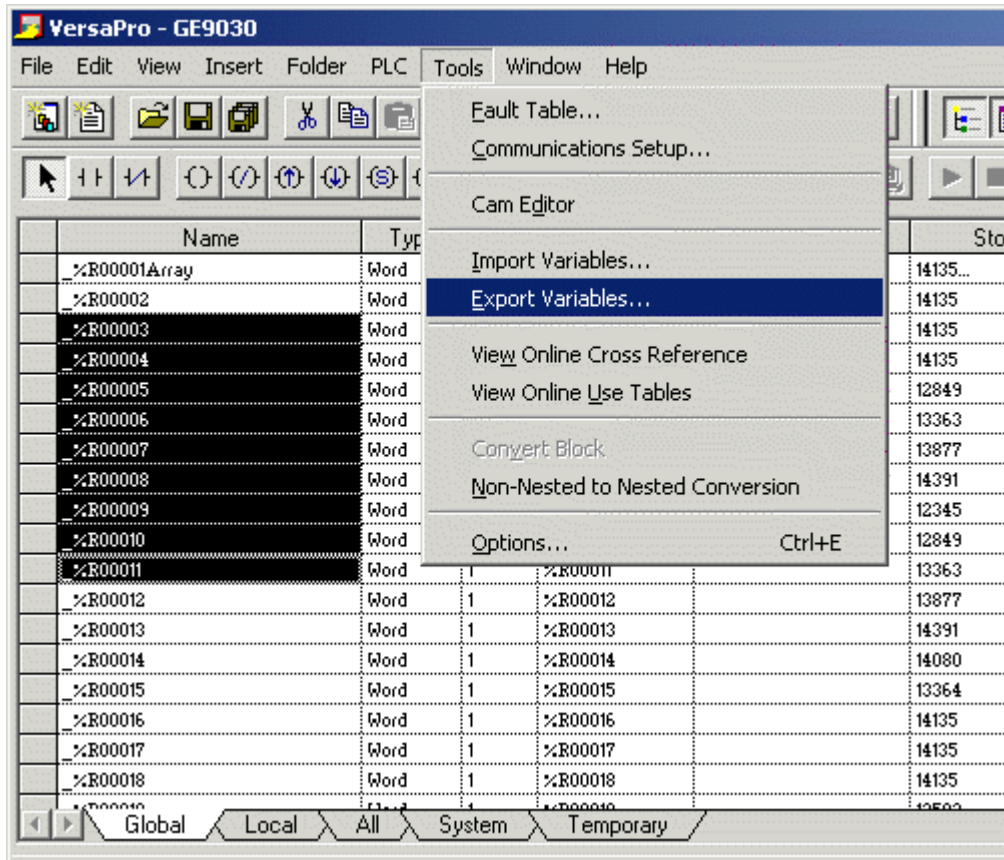 VersaPro - GE9030
File Edit View Insert Folder PLC Tools Window Help
Fault Table...
Communications Setup...
Cam Editor
Import Variables...
Export Variables...
View Online Cross Reference
View Online Use Tables
Convert Block
Non-Nested to Nested Conversion
Options... Ctrl+E
Name Typ Sto
_%R00001Array Word 14135...
_%R00002 Word 14135
_%R00003 Word 14135
_%R00004 Word 14135
_%R00005 Word 12849
_%R00006 Word 13363
_%R00007 Word 13877
_%R00008 Word 14391
_%R00009 Word 12345
_%R00010 Word 12849
_%R00011 Word 1 %R00011 13363
_%R00012 Word 1 %R00012 13877
_%R00013 Word 1 %R00013 14391
_%R00014 Word 1 %R00014 14080
_%R00015 Word 1 %R00015 13364
_%R00016 Word 1 %R00016 14135
_%R00017 Word 1 %R00017 14135
_%R00018 Word 1 %R00018 14135
Global Local All System Temporary